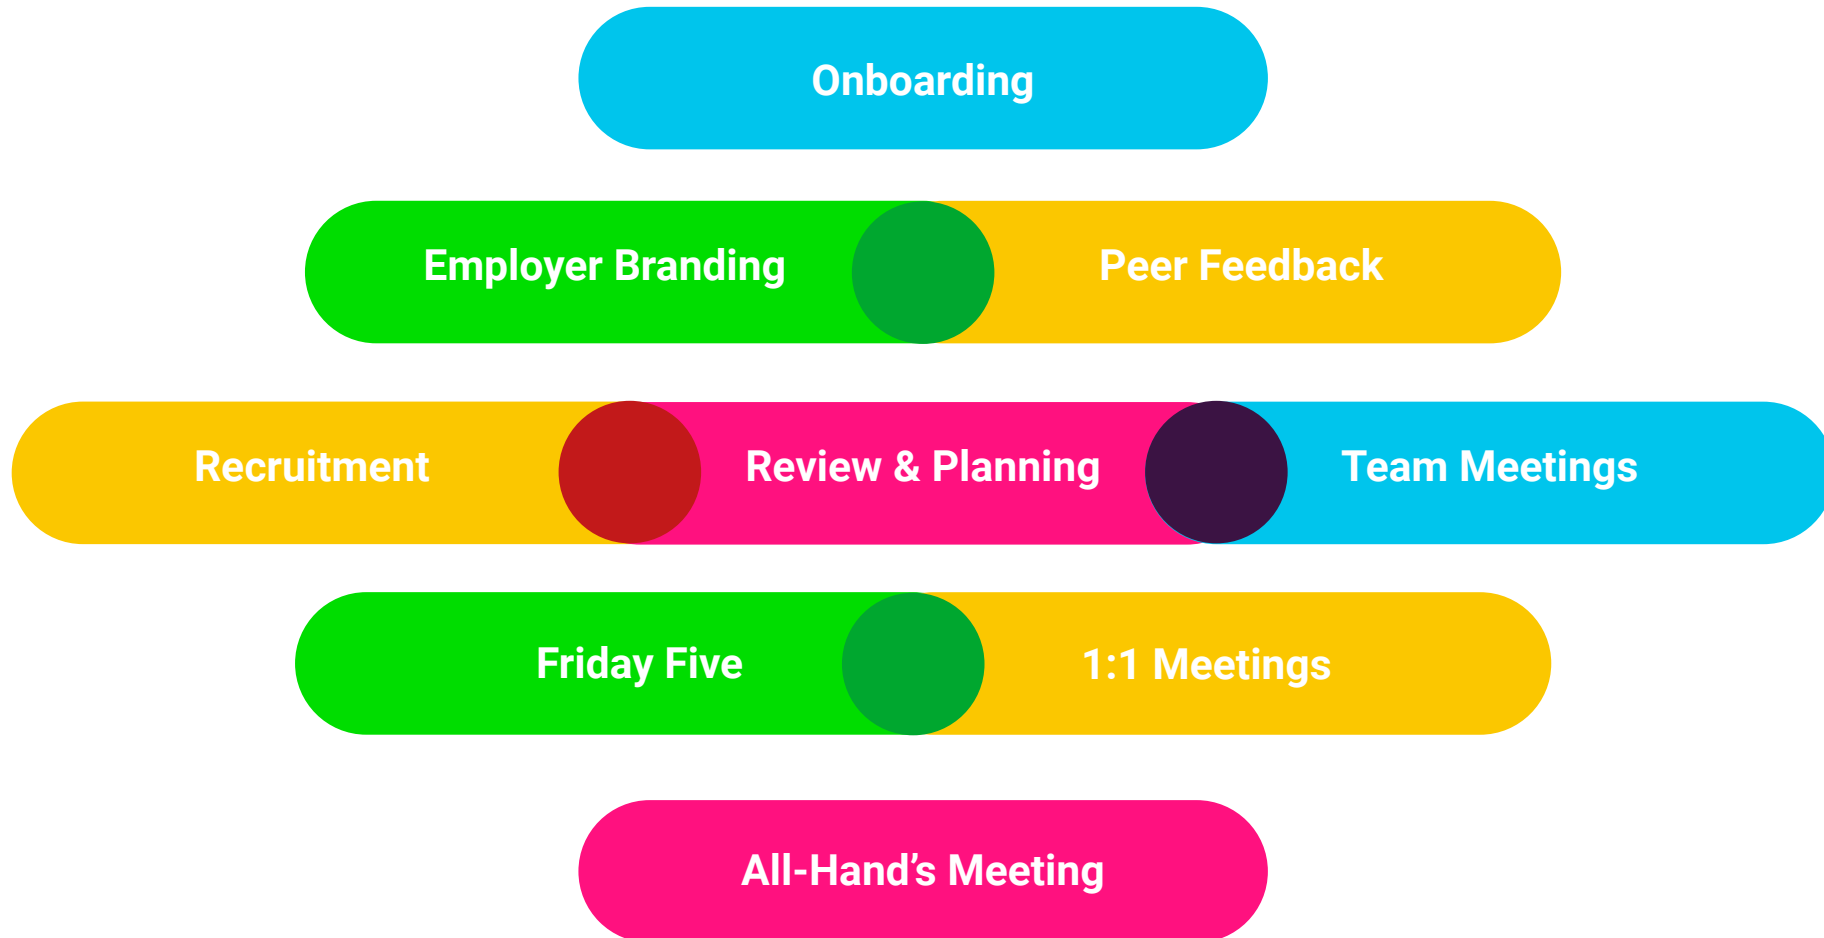 Onboarding
Employer Branding
Peer Feedback
Recruitment
Review & Planning
Team Meetings
Friday Five
1:1 Meetings
All-Hand’s Meeting